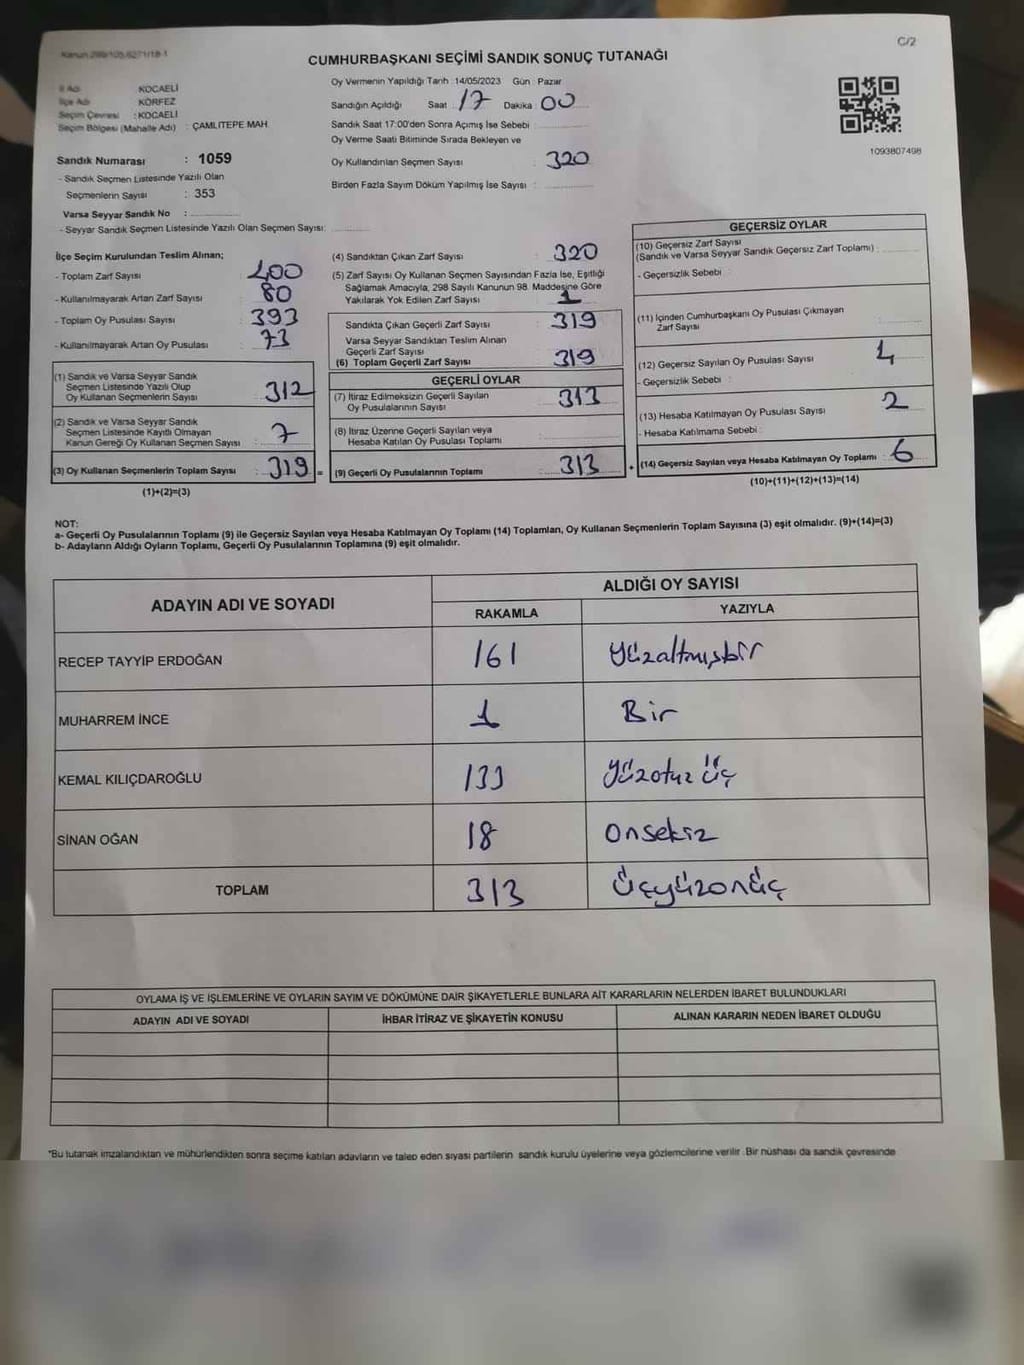 C/2
Kanun 298/105,6271/18-1
CUMHURBAŞKANI SEÇİMİ SANDIK SONUÇ TUTANAĞI
İl Adı KOCAELİ
İlçe Adı KÖRFEZ
Seçim Çevresi : KOCAELİ
Seçim Bölgesi (Mahalle Adı) : ÇAMLITEPE MAH.
Sandık Numarası : 1059
- Sandık Seçmen Listesinde Yazılı Olan
Seçmenlerin Sayısı : 353
Varsa Seyyar Sandık No :
- Seyyar Sandık Seçmen Listesinde Yazılı Olan Seçmen Sayısı:
Oy Vermenin Yapıldığı Tarih : 14/05/2023 Gün : Pazar
Sandığın Açıldığı Saat : 17 Dakika : 00
Sandık Saat 17:00'den Sonra Açımış İse Sebebi :
Oy Verme Saati Bitiminde Sırada Bekleyen ve
Oy Kullandırılan Seçmen Sayısı : 320
Birden Fazla Sayım Döküm Yapılmış İse Sayısı :
1093807498
İlçe Seçim Kurulundan Teslim Alınan;
- Toplam Zarf Sayısı : 400
- Kullanılmayarak Artan Zarf Sayısı : 80
- Toplam Oy Pusulası Sayısı : 393
- Kullanılmayarak Artan Oy Pusulası : 73
(1) Sandık ve Varsa Seyyar Sandık
Seçmen Listesinde Yazılı Olup
Oy Kullanan Seçmenlerin Sayısı : 312
(2) Sandık ve Varsa Seyyar Sandık
Seçmen Listesinde Kayıtlı Olmayan
Kanun Gereği Oy Kullanan Seçmen Sayısı : 7
(3) Oy Kullanan Seçmenlerin Toplam Sayısı : 319 =
(1)+(2)=(3)
(4) Sandıktan Çıkan Zarf Sayısı : 320
(5) Zarf Sayısı Oy Kullanan Seçmen Sayısından Fazla İse, Eşitliği
Sağlamak Amacıyla, 298 Sayılı Kanunun 98. Maddesine Göre
Yakılarak Yok Edilen Zarf Sayısı : 1
Sandıkta Çıkan Geçerli Zarf Sayısı : 319
Varsa Seyyar Sandıktan Teslim Alınan
Geçerli Zarf Sayısı :
(6) Toplam Geçerli Zarf Sayısı : 319
GEÇERLİ OYLAR
(7) İtiraz Edilmeksizin Geçerli Sayılan
Oy Pusulalarının Sayısı : 313
(8) İtiraz Üzerine Geçerli Sayılan veya
Hesaba Katılan Oy Pusulası Toplamı :
(9) Geçerli Oy Pusulalarının Toplamı : 313 +
GEÇERSİZ OYLAR
(10) Geçersiz Zarf Sayısı
(Sandık ve Varsa Seyyar Sandık Geçersiz Zarf Toplamı) :
- Geçersizlik Sebebi :
(11) İçinden Cumhurbaşkanı Oy Pusulası Çıkmayan
Zarf Sayısı :
(12) Geçersiz Sayılan Oy Pusulası Sayısı : 4
- Geçersizlik Sebebi :
(13) Hesaba Katılmayan Oy Pusulası Sayısı : 2
- Hesaba Katılmama Sebebi :
(14) Geçersiz Sayılan veya Hesaba Katılmayan Oy Toplamı : 6
(10)+(11)+(12)+(13)=(14)
NOT:
a- Geçerli Oy Pusulalarının Toplamı (9) ile Geçersiz Sayılan veya Hesaba Katılmayan Oy Toplamı (14) Toplamları, Oy Kullanan Seçmenlerin Toplam Sayısına (3) eşit olmalıdır. (9)+(14)=(3)
b- Adayların Aldığı Oyların Toplamı, Geçerli Oy Pusulalarının Toplamına (9) eşit olmalıdır.
ADAYIN ADI VE SOYADI ALDIĞI OY SAYISI
RAKAMLA YAZIYLA
RECEP TAYYİP ERDOĞAN 161 Yüzaltmışbir
MUHARREM İNCE 1 Bir
KEMAL KILIÇDAROĞLU 133 Yüzotuz üç
SİNAN OĞAN 18 Onsekiz
TOPLAM 313 Üçyüzonüç
OYLAMA İŞ VE İŞLEMLERİNE VE OYLARIN SAYIM VE DÖKÜMÜNE DAİR ŞİKAYETLERLE BUNLARA AİT KARARLARIN NELERDEN İBARET BULUNDUKLARI
ADAYIN ADI VE SOYADI İHBAR İTİRAZ VE ŞİKAYETİN KONUSU ALINAN KARARIN NEDEN İBARET OLDUĞU
*Bu tutanak imzalandıktan ve mühürlendikten sonra seçime katılan adayların ve talep eden siyasi partilerin sandık kurulu üyelerine veya gözlemcilerine verilir. Bir nüshası da sandık çevresinde